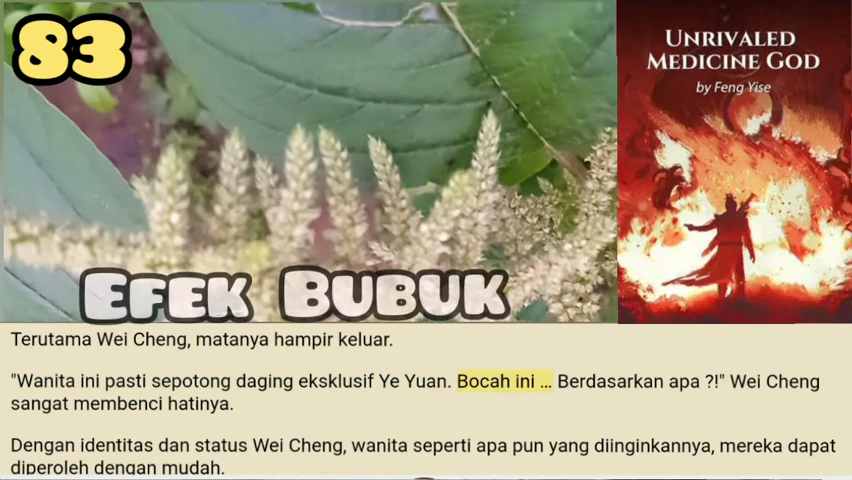 83
UNRIVALED
MEDICINE GOD
by Feng Yise
EFEK BUBUK
Terutama Wei Cheng, matanya hampir keluar.
"Wanita ini pasti sepotong daging eksklusif Ye Yuan. Bocah ini ... Berdasarkan apa ?!" Wei Cheng
sangat membenci hatinya.
Dengan identitas dan status Wei Cheng, wanita seperti apa pun yang diinginkannya, mereka dapat
diperoleh dengan mudah.